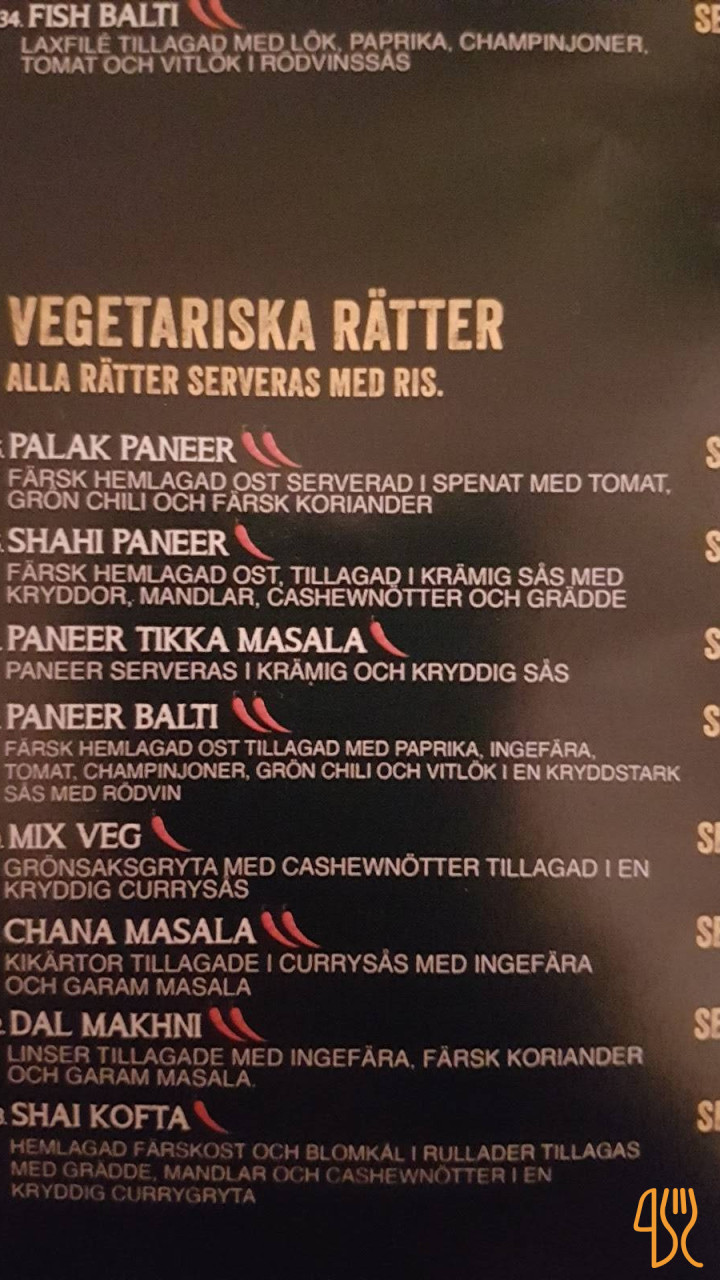 34. FISH BALTI
LAXFILÉ TILLAGAD MED LÖK, PAPRIKA, CHAMPINJONER,
TOMAT OCH VITLÖK I RÖDVINSSÅS
VEGETARISKA RÄTTER
ALLA RÄTTER SERVERAS MED RIS.
PALAK PANEER
FÄRSK HEMLAGAD OST SERVERAD I SPENAT MED TOMAT,
GRÖN CHILI OCH FÄRSK KORIANDER
SHAHI PANEER
FÄRSK HEMLAGAD OST, TILLAGAD I KRÄMIG SÅS MED
KRYDDOR, MANDLAR, CASHEWNÖTTER OCH GRÄDDE
PANEER TIKKA MASALA
PANEER SERVERAS I KRÄMIG OCH KRYDDIG SÅS
PANEER BALTI
FÄRSK HEMLAGAD OST TILLAGAD MED PAPRIKA, INGEFÄRA,
TOMAT, CHAMPINJONER, GRÖN CHILI OCH VITLÖK I EN KRYDDSTARK
SÅS MED RÖDVIN
MIX VEG
GRÖNSAKSGRYTA MED CASHEWNÖTTER TILLAGAD I EN
KRYDDIG CURRYSÅS
CHANA MASALA
KIKÄRTOR TILLAGADE I CURRYSÅS MED INGEFÄRA
OCH GARAM MASALA
DAL MAKHNI
LINSER TILLAGADE MED INGEFÄRA, FÄRSK KORIANDER
OCH GARAM MASALA.
SHAI KOFTA
HEMLAGAD FÄRSKOST OCH BLOMKÅL I RULLADER TILLAGAS
MED GRÄDDE, MANDLAR OCH CASHEWNÖTTER I EN
KRYDDIG CURRYGRYTA